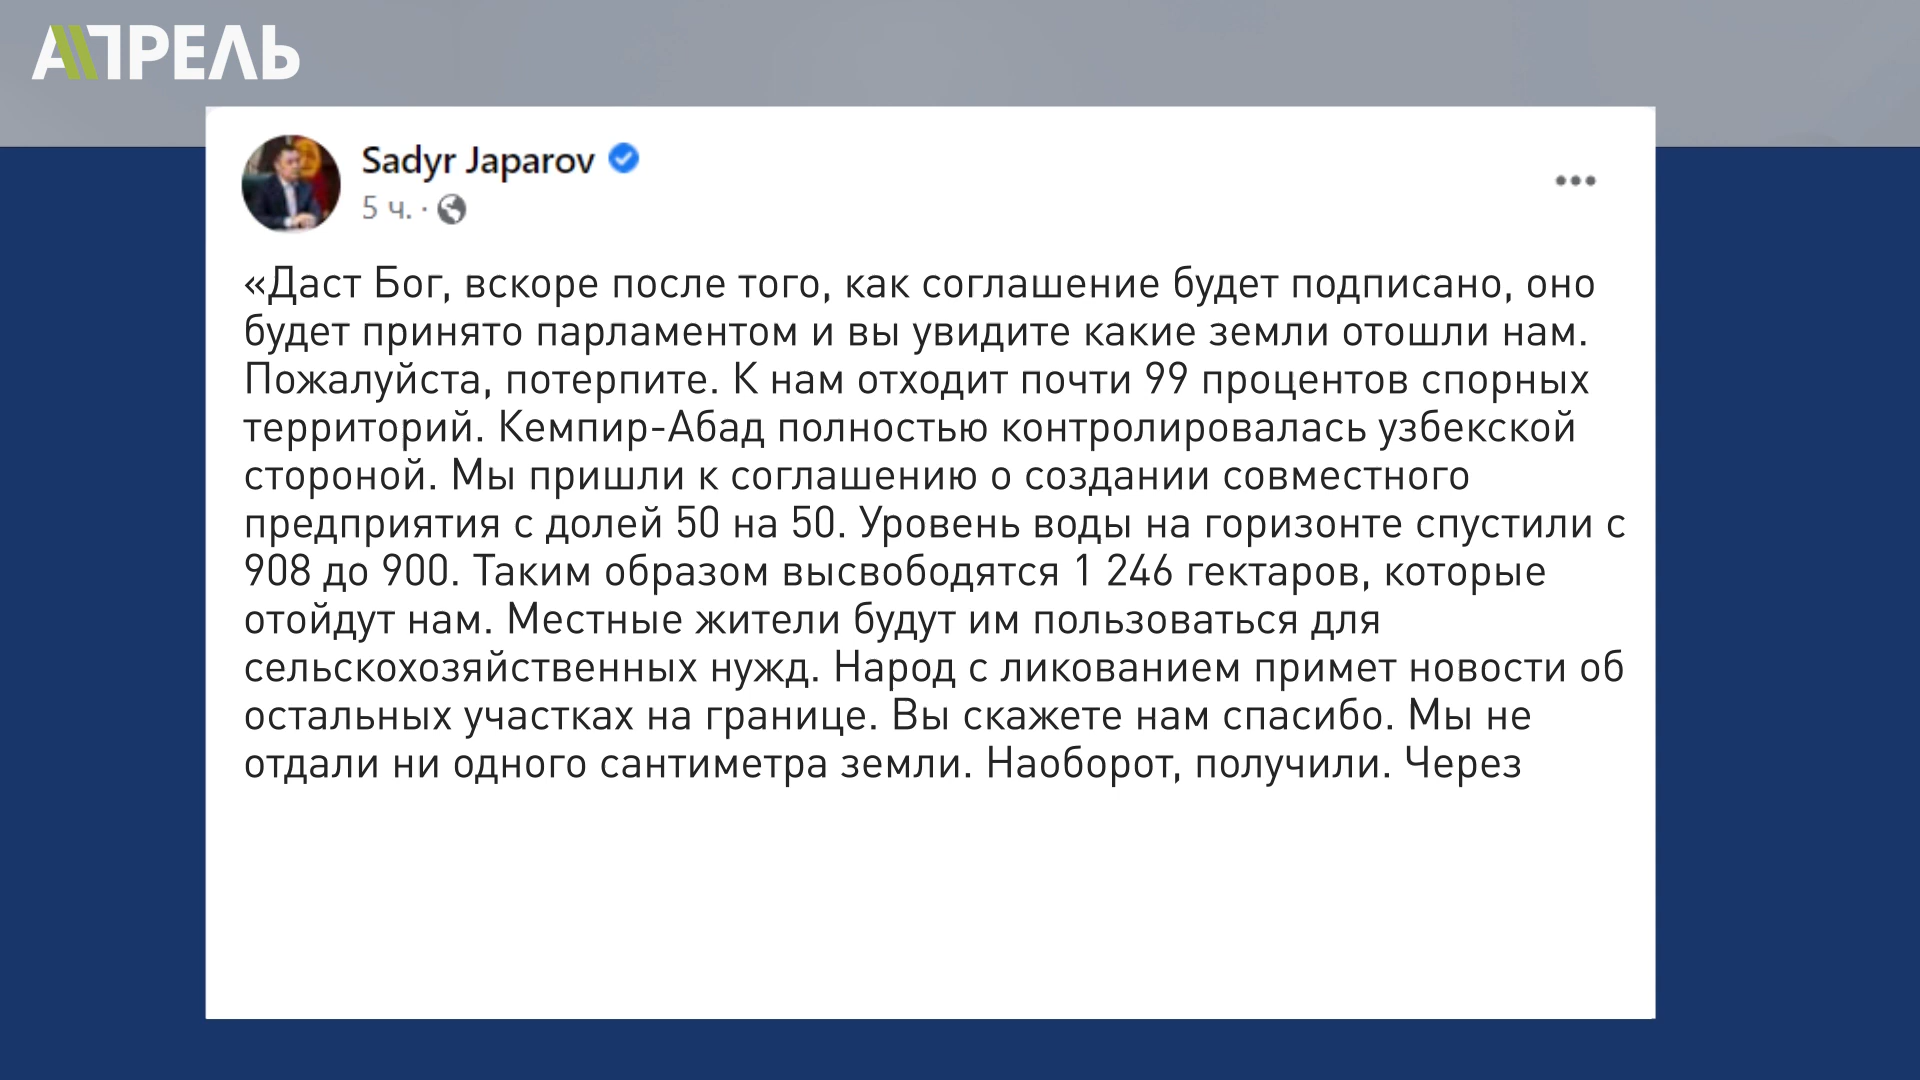 АПРЕЛЬ
Sadyr Japarov
5 ч. ·
«Даст Бог, вскоре после того, как соглашение будет подписано, оно
будет принято парламентом и вы увидите какие земли отошли нам.
Пожалуйста, потерпите. К нам отходит почти 99 процентов спорных
территорий. Кемпир-Абад полностью контролировалась узбекской
стороной. Мы пришли к соглашению о создании совместного
предприятия с долей 50 на 50. Уровень воды на горизонте спустили с
908 до 900. Таким образом высвободятся 1 246 гектаров, которые
отойдут нам. Местные жители будут им пользоваться для
сельскохозяйственных нужд. Народ с ликованием примет новости об
остальных участках на границе. Вы скажете нам спасибо. Мы не
отдали ни одного сантиметра земли. Наоборот, получили. Через